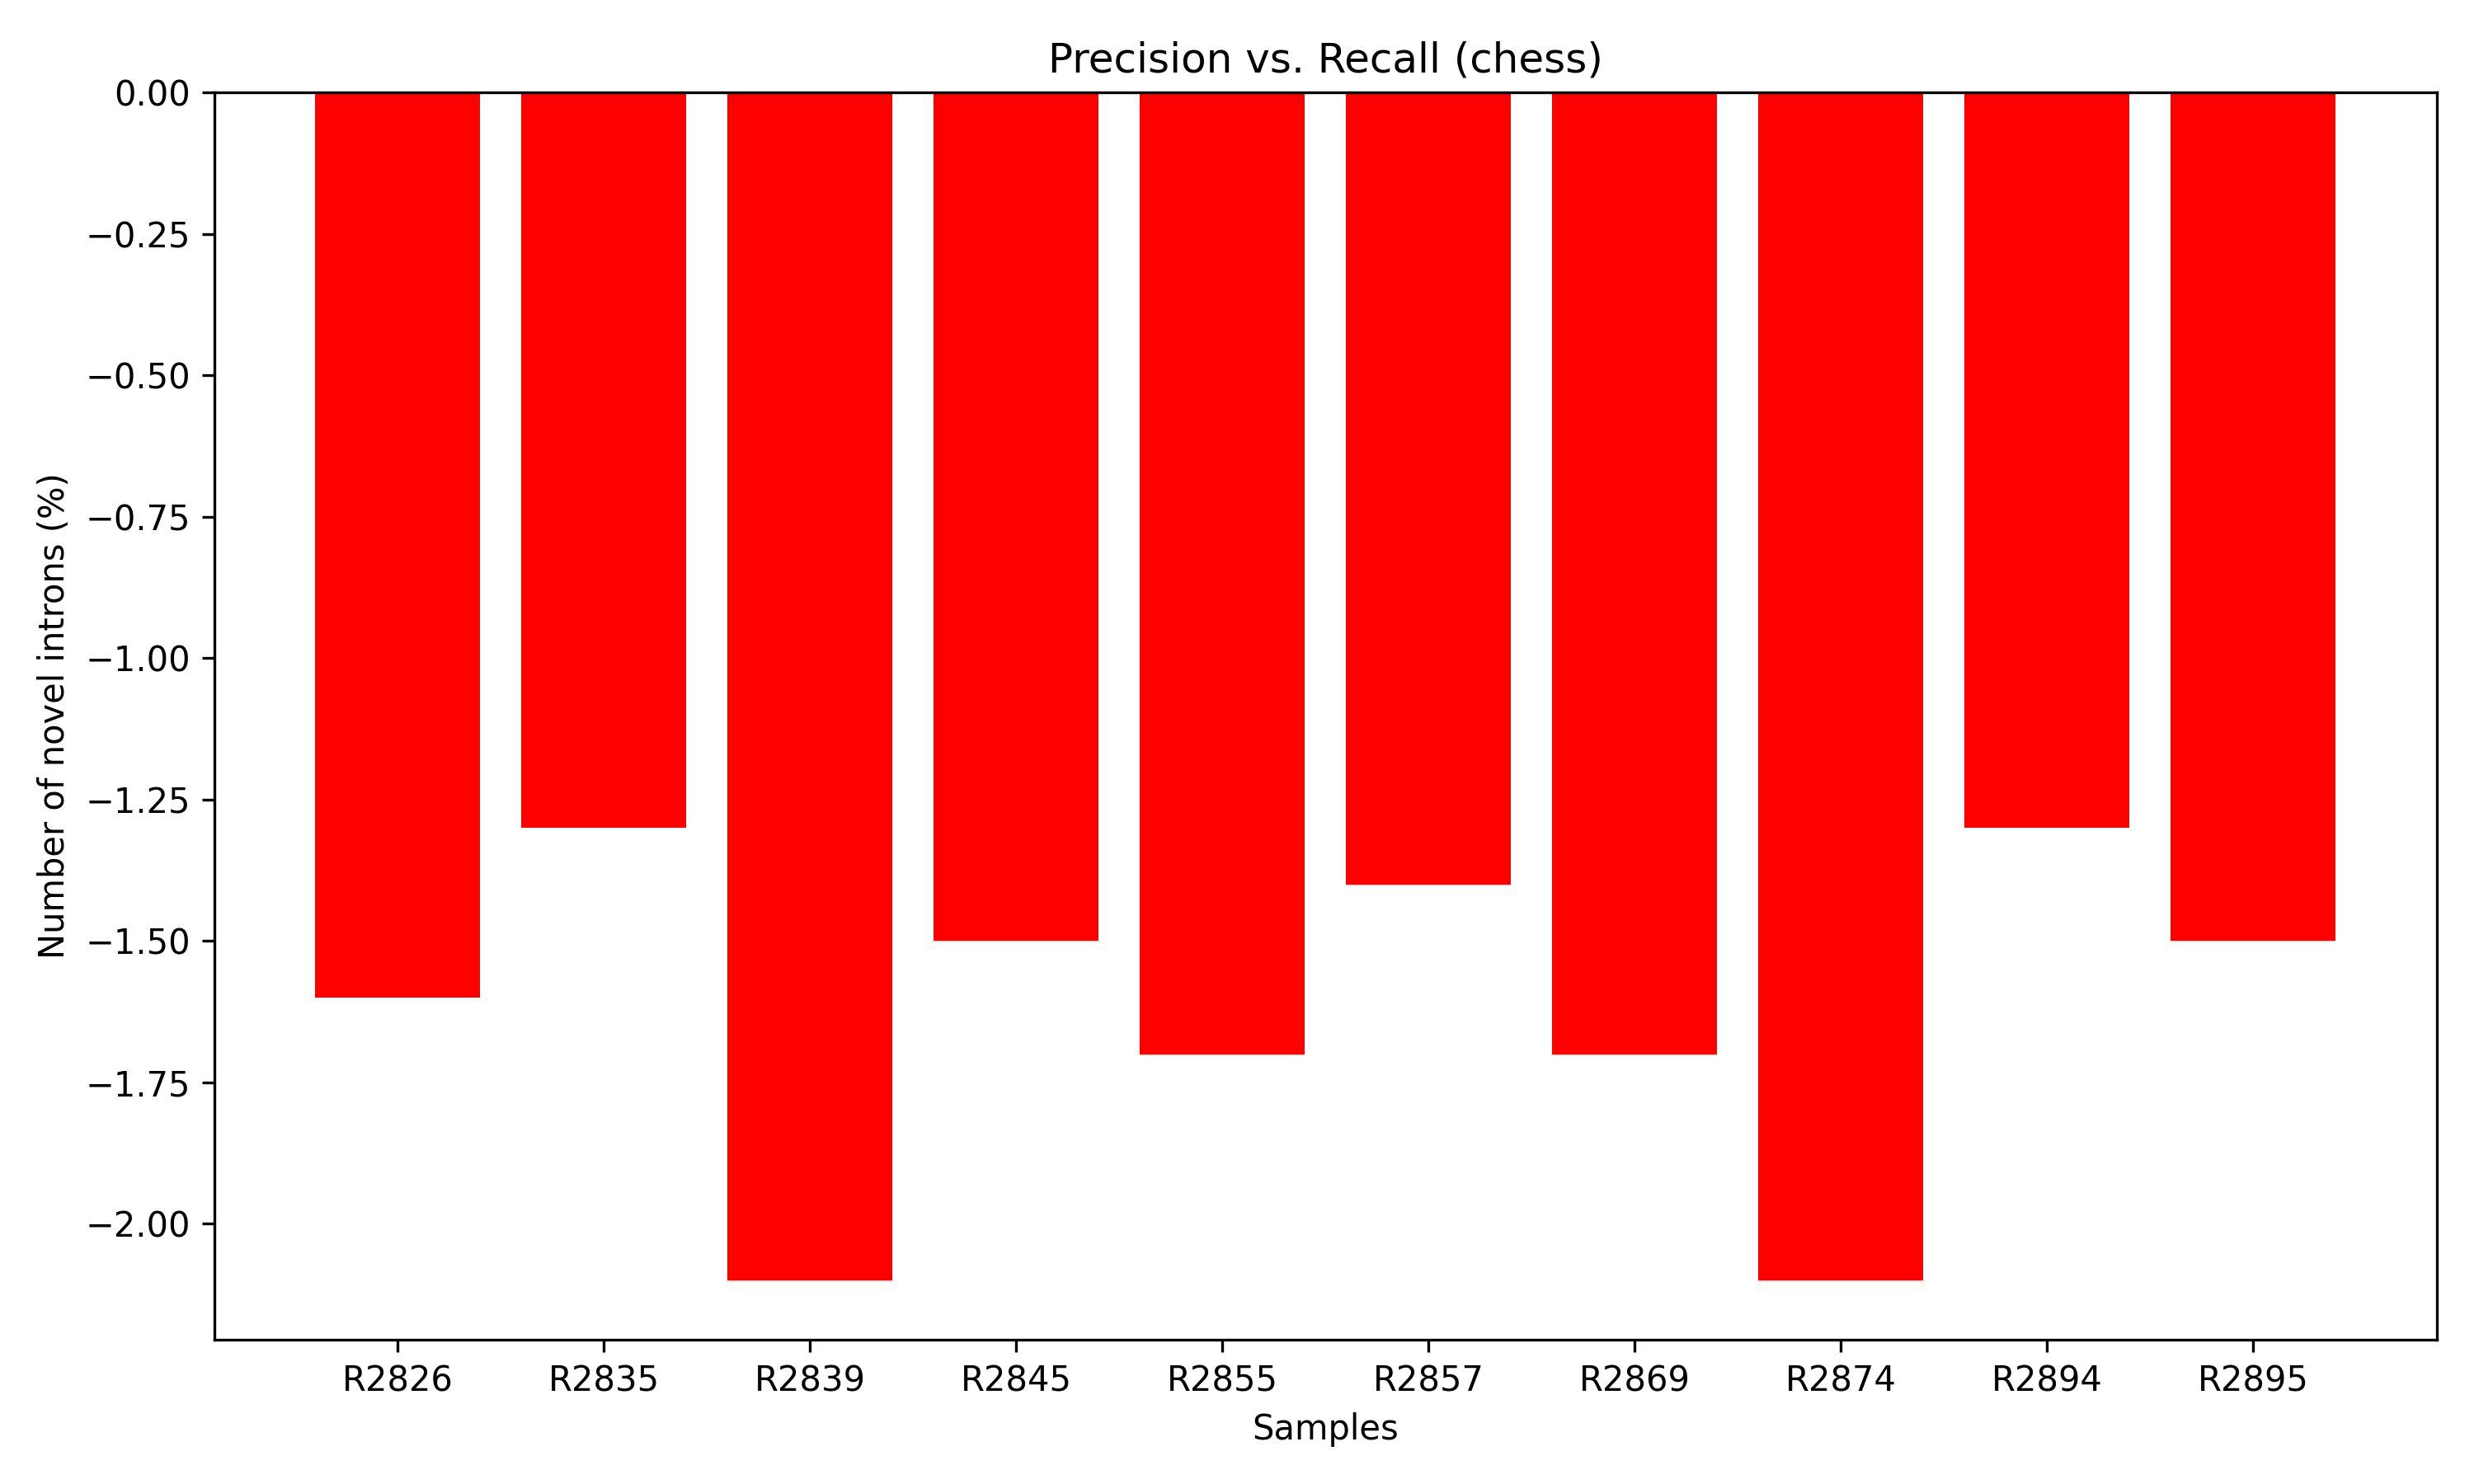 Precision vs. Recall (chess)
0.00
−0.25
−0.50
−0.75
−1.00
−1.25
−1.50
−1.75
−2.00
Number of novel introns (%)
R2826 R2835 R2839 R2845 R2855 R2857 R2869 R2874 R2894 R2895
Samples